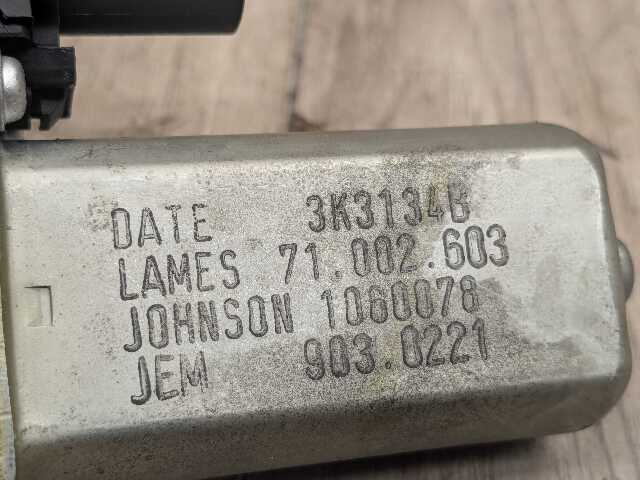 DATE 3K3134B
LAMES 71.002.603
JOHNSON 1060078
JEM 903.0221